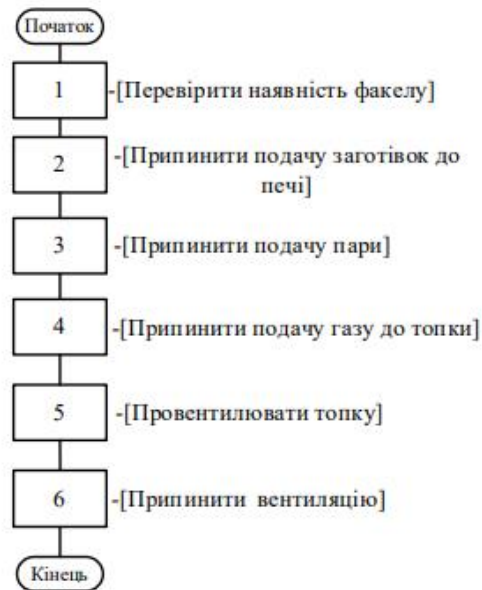 Початок
1 -[Перевірити наявність факелу]
2 -[Припинити подачу заготівок до
печі]
3 -[Припинити подачу пари]
4 -[Припинити подачу газу до топки]
5 -[Провентилювати топку]
6 -[Припинити вентиляцію]
Кінець